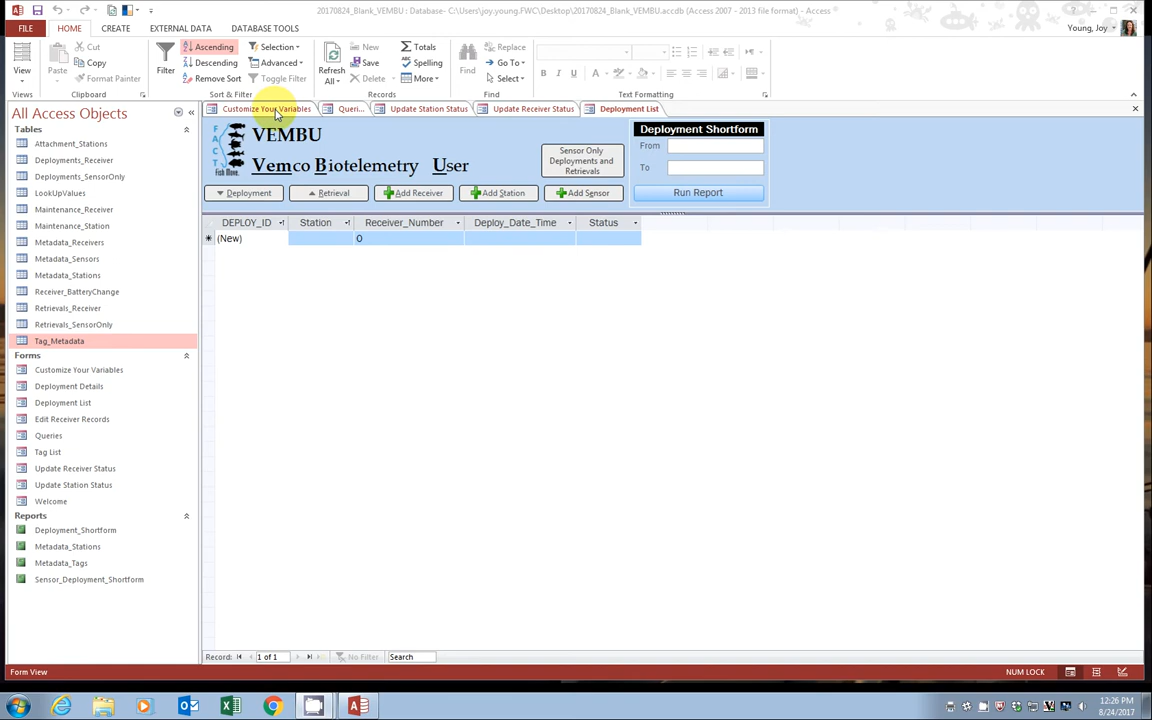 20170824_Blank_VEMBU : Database- C:\Users\joy.young.FWC\Desktop\20170824_Blank_VEMBU.accdb (Access 2007 - 2013 file format) - Access
FILE HOME CREATE EXTERNAL DATA DATABASE TOOLS Young, Joy
View
Views
Paste
Cut
Copy
Format Painter
Clipboard
Filter
Ascending
Descending
Remove Sort
Selection
Advanced
Toggle Filter
Sort & Filter
Refresh All
New
Save
Delete
Totals
Spelling
More
Records
Find
Replace
Go To
Select
Find
B I U A
Text Formatting
All Access Objects
Tables
Attachment_Stations
Deployments_Receiver
Deployments_SensorOnly
LookUpValues
Maintenance_Receiver
Maintenance_Station
Metadata_Receivers
Metadata_Sensors
Metadata_Stations
Receiver_BatteryChange
Retrievals_Receiver
Retrievals_SensorOnly
Tag_Metadata
Forms
Customize Your Variables
Deployment Details
Deployment List
Edit Receiver Records
Queries
Tag List
Update Receiver Status
Update Station Status
Welcome
Reports
Deployment_Shortform
Metadata_Stations
Metadata_Tags
Sensor_Deployment_Shortform
Customize Your Variables Queri... Update Station Status Update Receiver Status Deployment List
FACT
Fish Move.
VEMBU
Vemco Biotelemetry User
Sensor Only
Deployments and
Retrievals
Deployment Shortform
From
To
Run Report
Deployment Retrieval Add Receiver Add Station Add Sensor
DEPLOY_ID Station Receiver_Number Deploy_Date_Time Status
(New) 0
Record: 1 of 1 No Filter Search
Form View NUM LOCK
12:26 PM
8/24/2017